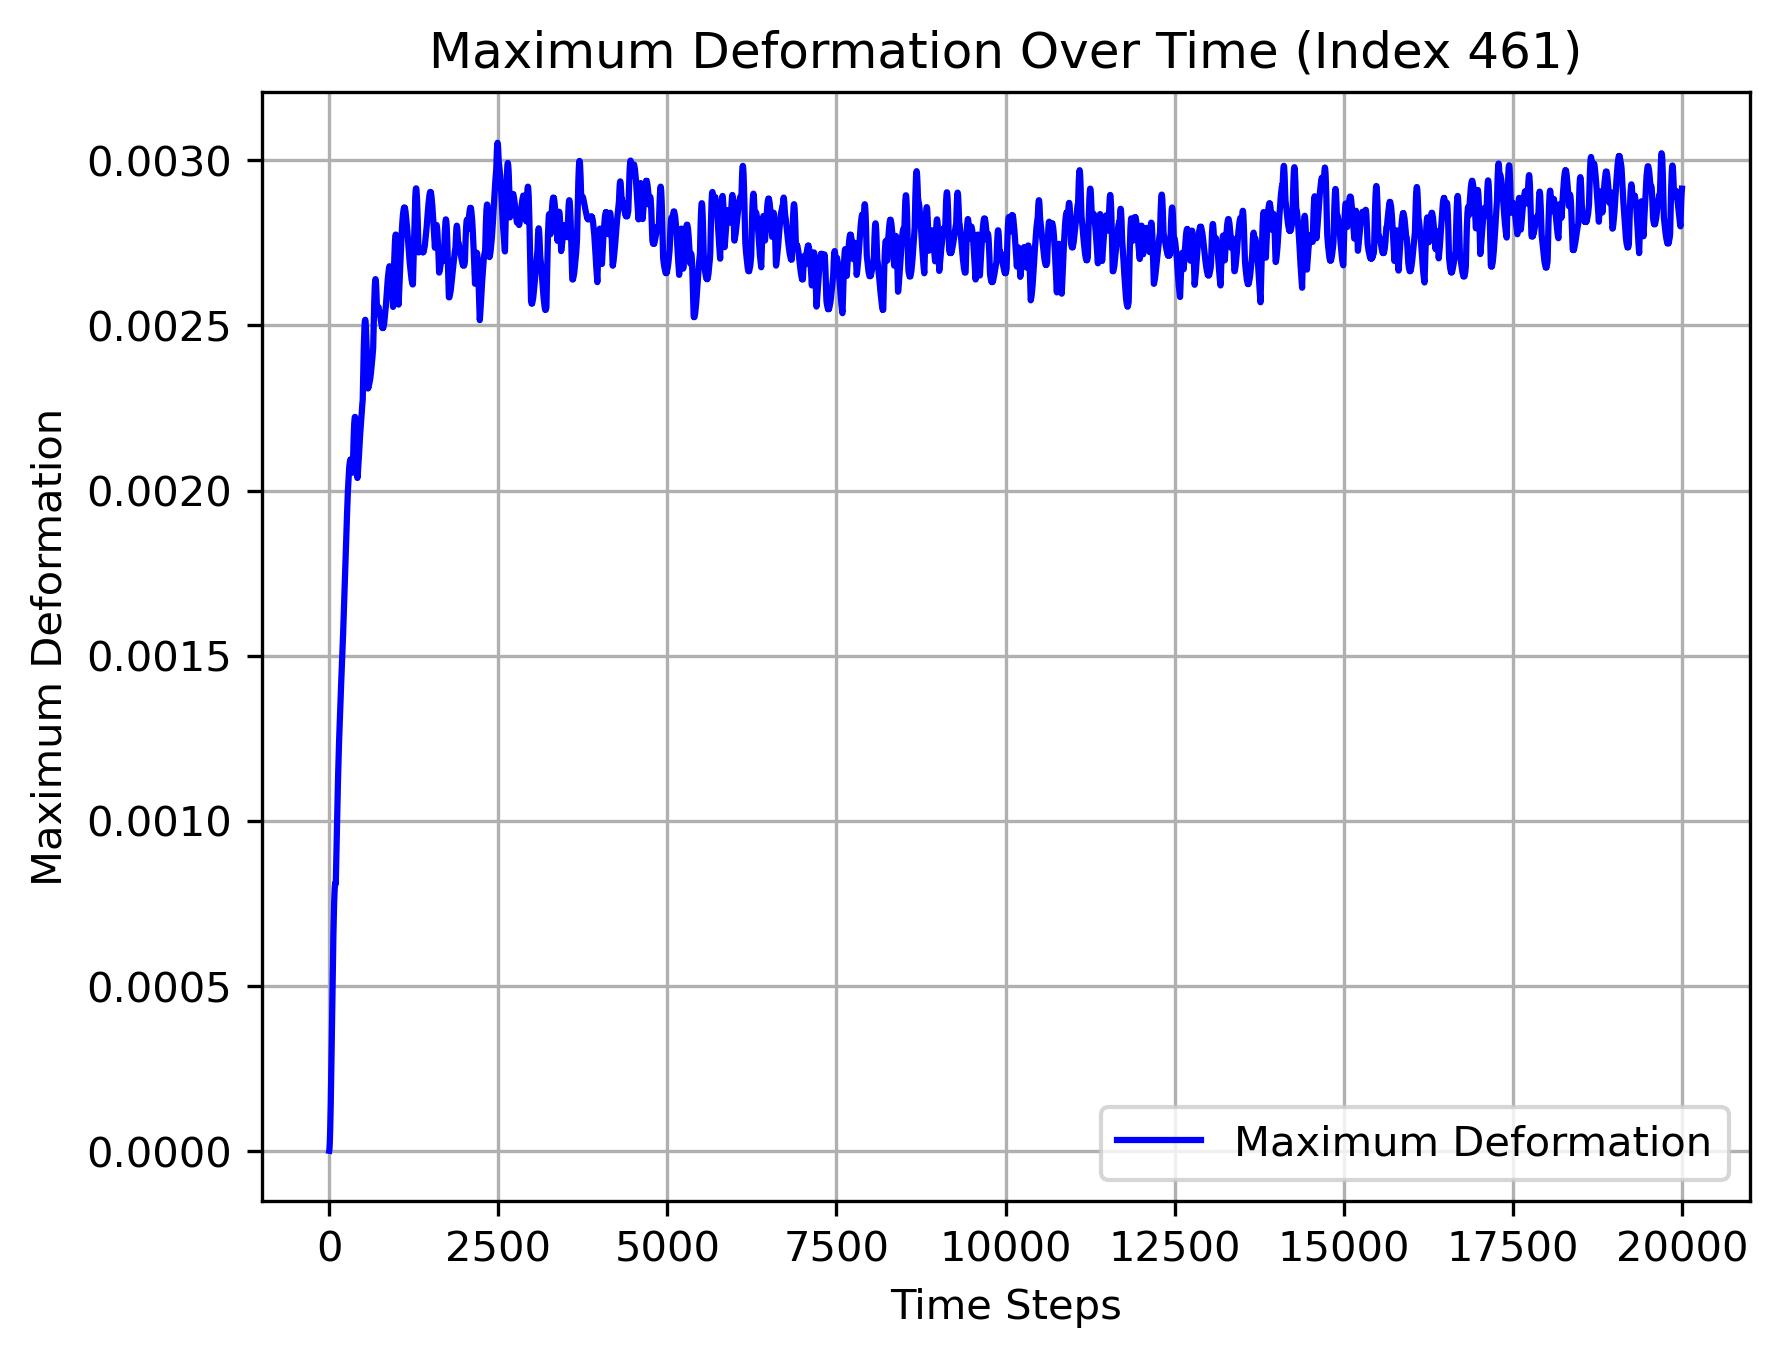 Maximum Deformation Over Time (Index 461)
Maximum Deformation
0.0030
0.0025
0.0020
0.0015
0.0010
0.0005
0.0000
Maximum Deformation
0 2500 5000 7500 10000 12500 15000 17500 20000
Time Steps